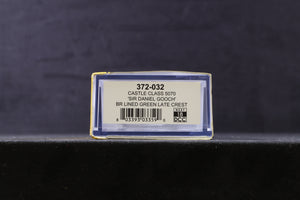 372-032
CASTLE CLASS 5070
'SIR DANIEL GOOCH'
BR LINED GREEN LATE CREST